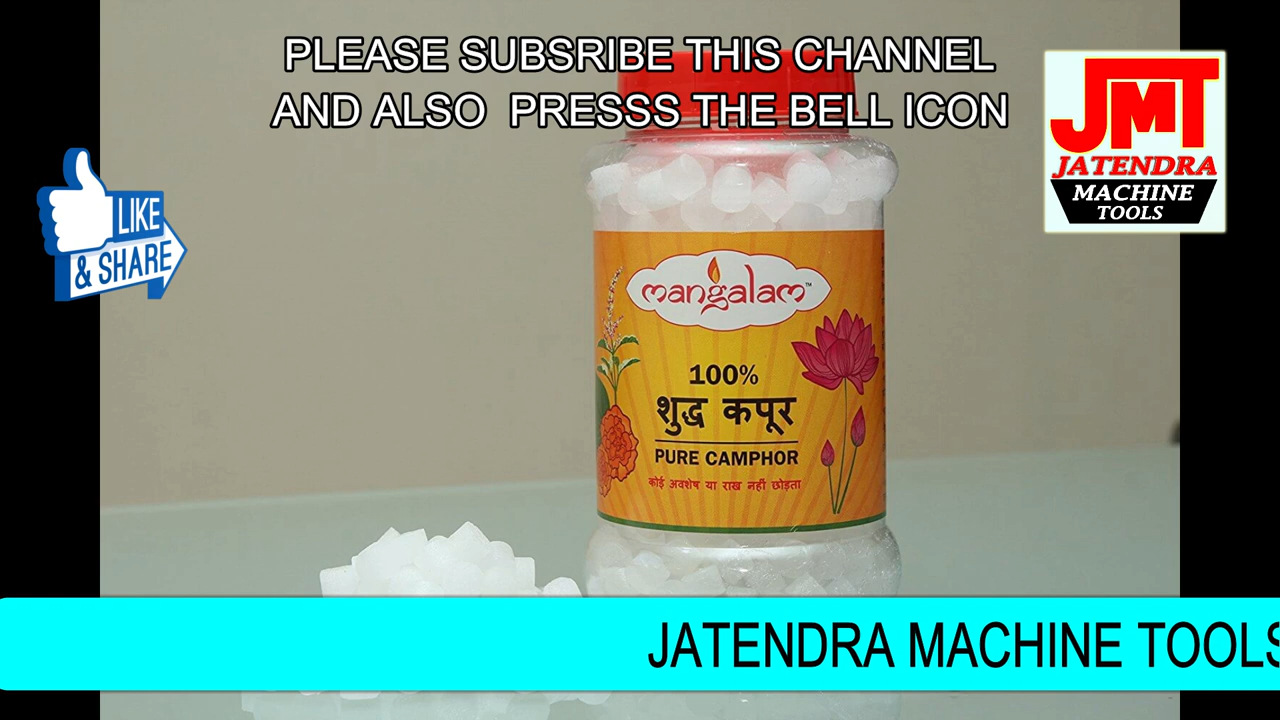 PLEASE SUBSRIBE THIS CHANNEL
AND ALSO  PRESSS THE BELL ICON
JMT
JATENDRA
MACHINE
TOOLS
LIKE
& SHARE
mangalam™
100%
शुद्ध कपूर
PURE CAMPHOR
कोई अवशेष या राख नहीं छोड़ता
JATENDRA MACHINE TOOLS